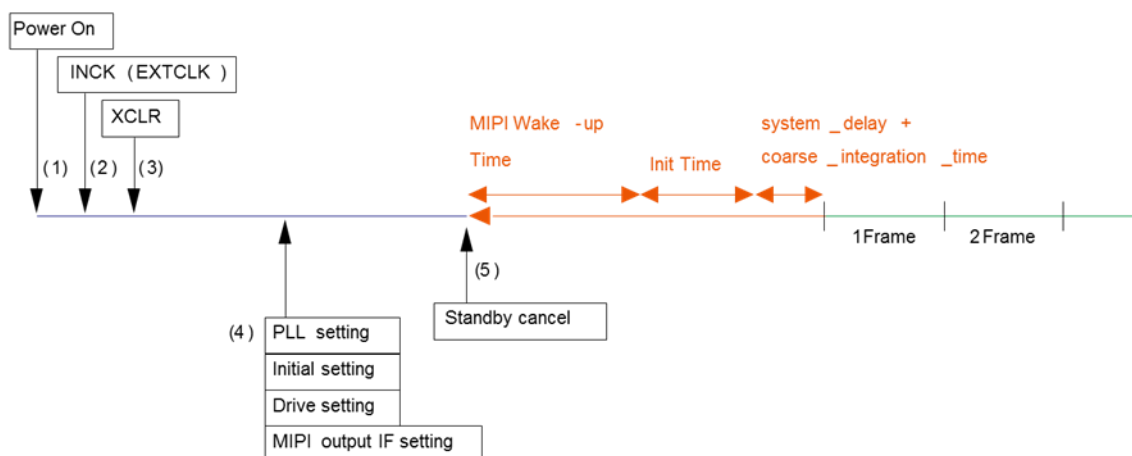 Power On
INCK (EXTCLK )
XCLR
(1)
(2)
(3)
MIPI Wake -up
Time
Init Time
system _delay +
coarse _integration _time
1Frame
2Frame
(5)
Standby cancel
(4)
PLL setting
Initial setting
Drive setting
MIPI output IF setting